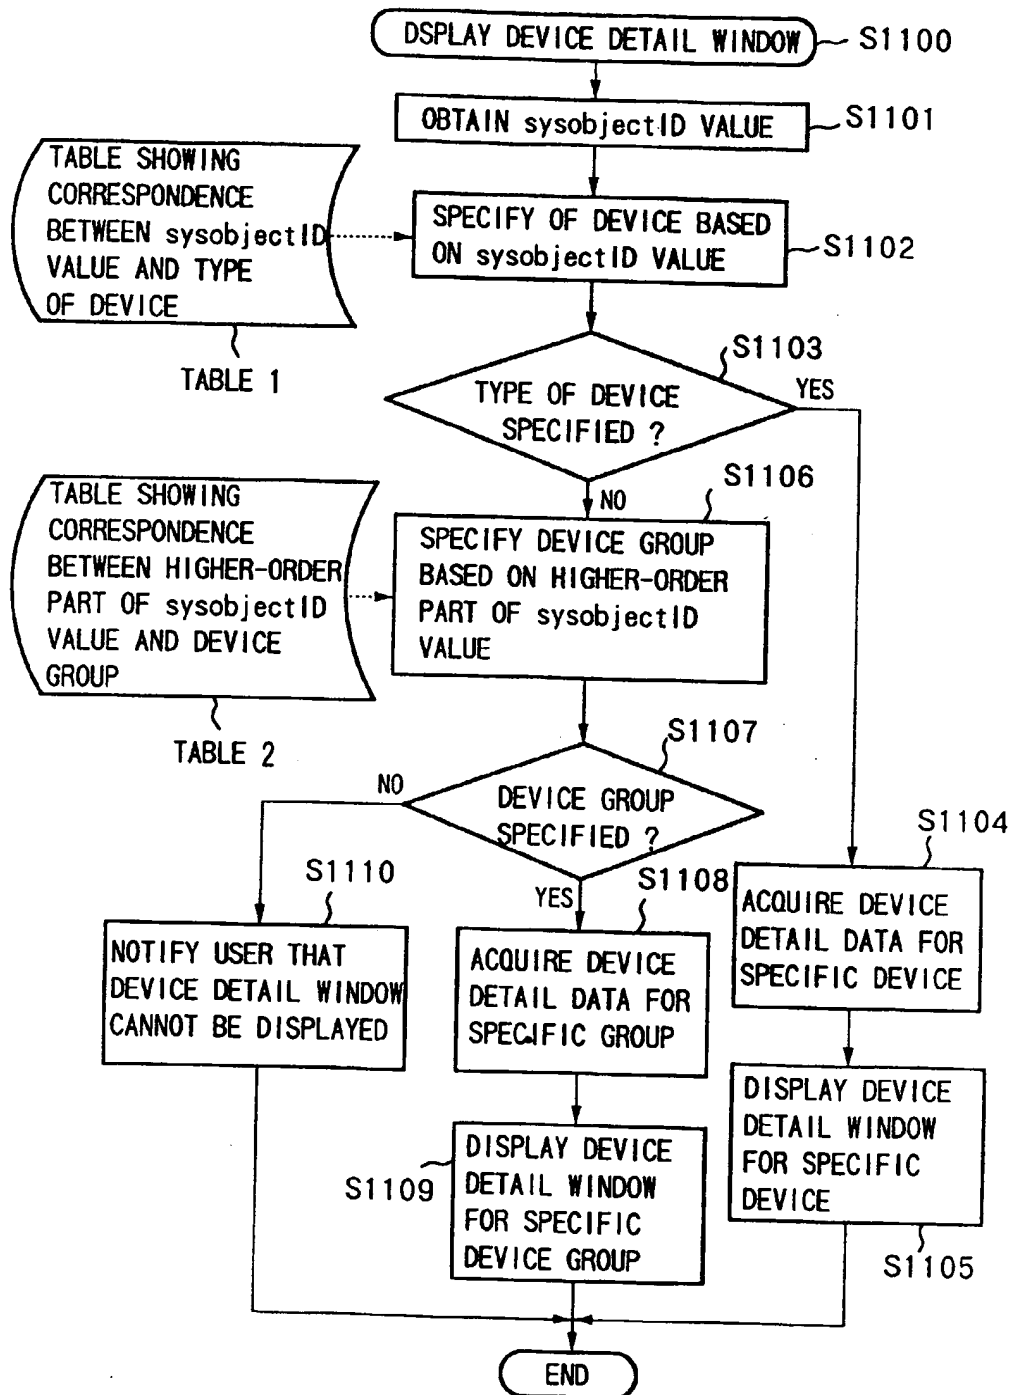 DSPLAY DEVICE DETAIL WINDOW
S1100
OBTAIN sysobjectID VALUE
S1101
TABLE SHOWING
CORRESPONDENCE
BETWEEN sysobjectID
VALUE AND TYPE
OF DEVICE
TABLE 1
SPECIFY OF DEVICE BASED
ON sysobjectID VALUE
S1102
S1103
TYPE OF DEVICE
SPECIFIED ?
YES
NO
S1106
TABLE SHOWING
CORRESPONDENCE
BETWEEN HIGHER-ORDER
PART OF sysobjectID
VALUE AND DEVICE
GROUP
TABLE 2
SPECIFY DEVICE GROUP
BASED ON HIGHER-ORDER
PART OF sysobjectID
VALUE
S1107
DEVICE GROUP
SPECIFIED ?
NO
YES
S1110
NOTIFY USER THAT
DEVICE DETAIL WINDOW
CANNOT BE DISPLAYED
S1108
ACQUIRE DEVICE
DETAIL DATA FOR
SPECIFIC GROUP
S1104
ACQUIRE DEVICE
DETAIL DATA FOR
SPECIFIC DEVICE
S1109
DISPLAY DEVICE
DETAIL WINDOW
FOR SPECIFIC
DEVICE GROUP
DISPLAY DEVICE
DETAIL WINDOW
FOR SPECIFIC
DEVICE
S1105
END